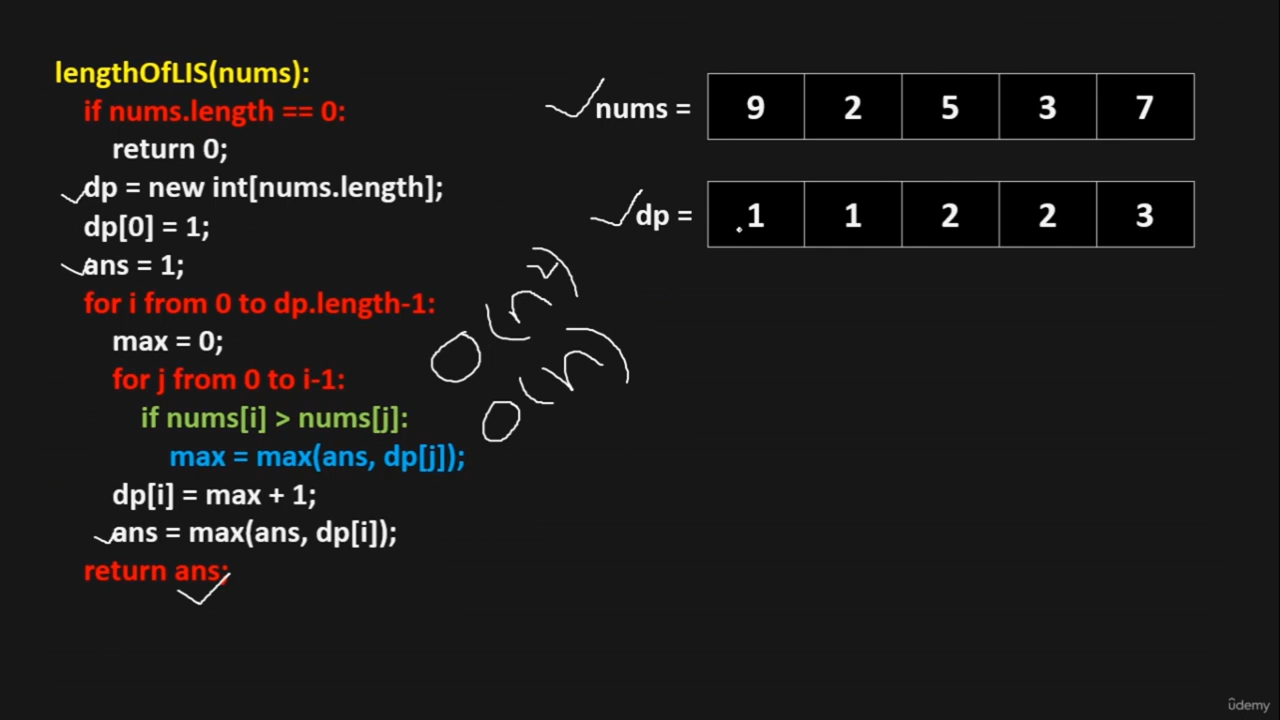 lengthOfLIS(nums):
if nums.length == 0:
return 0;
dp = new int[nums.length];
dp[0] = 1;
ans = 1;
for i from 0 to dp.length-1:
max = 0;
for j from 0 to i-1:
if nums[i] > nums[j]:
max = max(ans, dp[j]);
dp[i] = max + 1;
ans = max(ans, dp[i]);
return ans;
O(n²)
O(n)
nums = 9 2 5 3 7
dp = 1 1 2 2 3
ûdemy